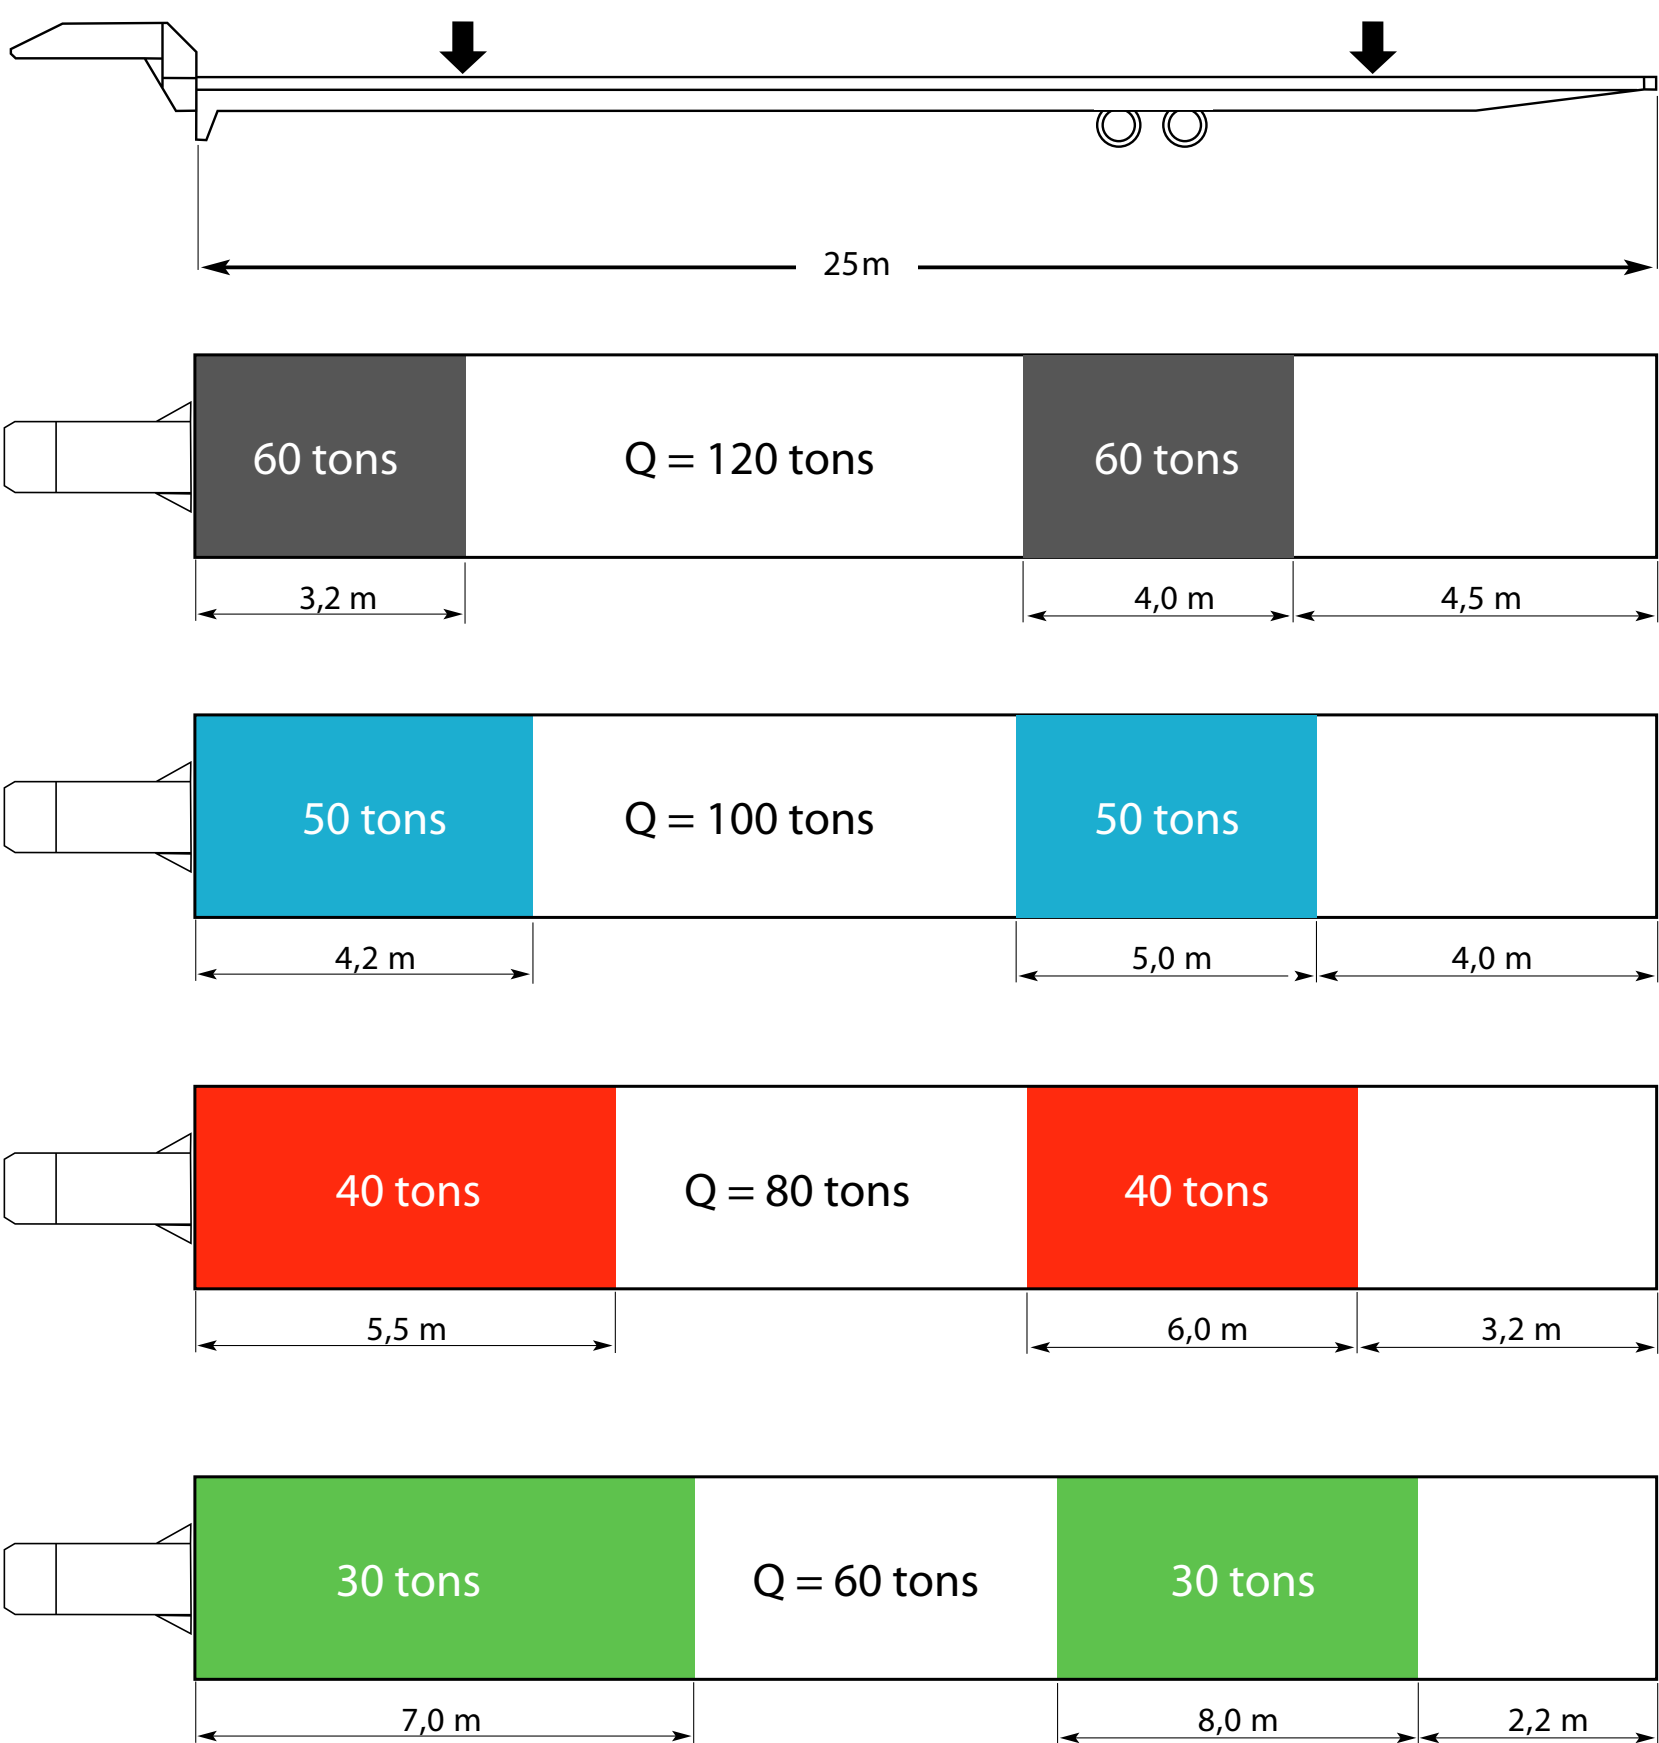 25m
60 tons Q = 120 tons 60 tons
3,2 m 4,0 m 4,5 m
50 tons Q = 100 tons 50 tons
4,2 m 5,0 m 4,0 m
40 tons Q = 80 tons 40 tons
5,5 m 6,0 m 3,2 m
30 tons Q = 60 tons 30 tons
7,0 m 8,0 m 2,2 m